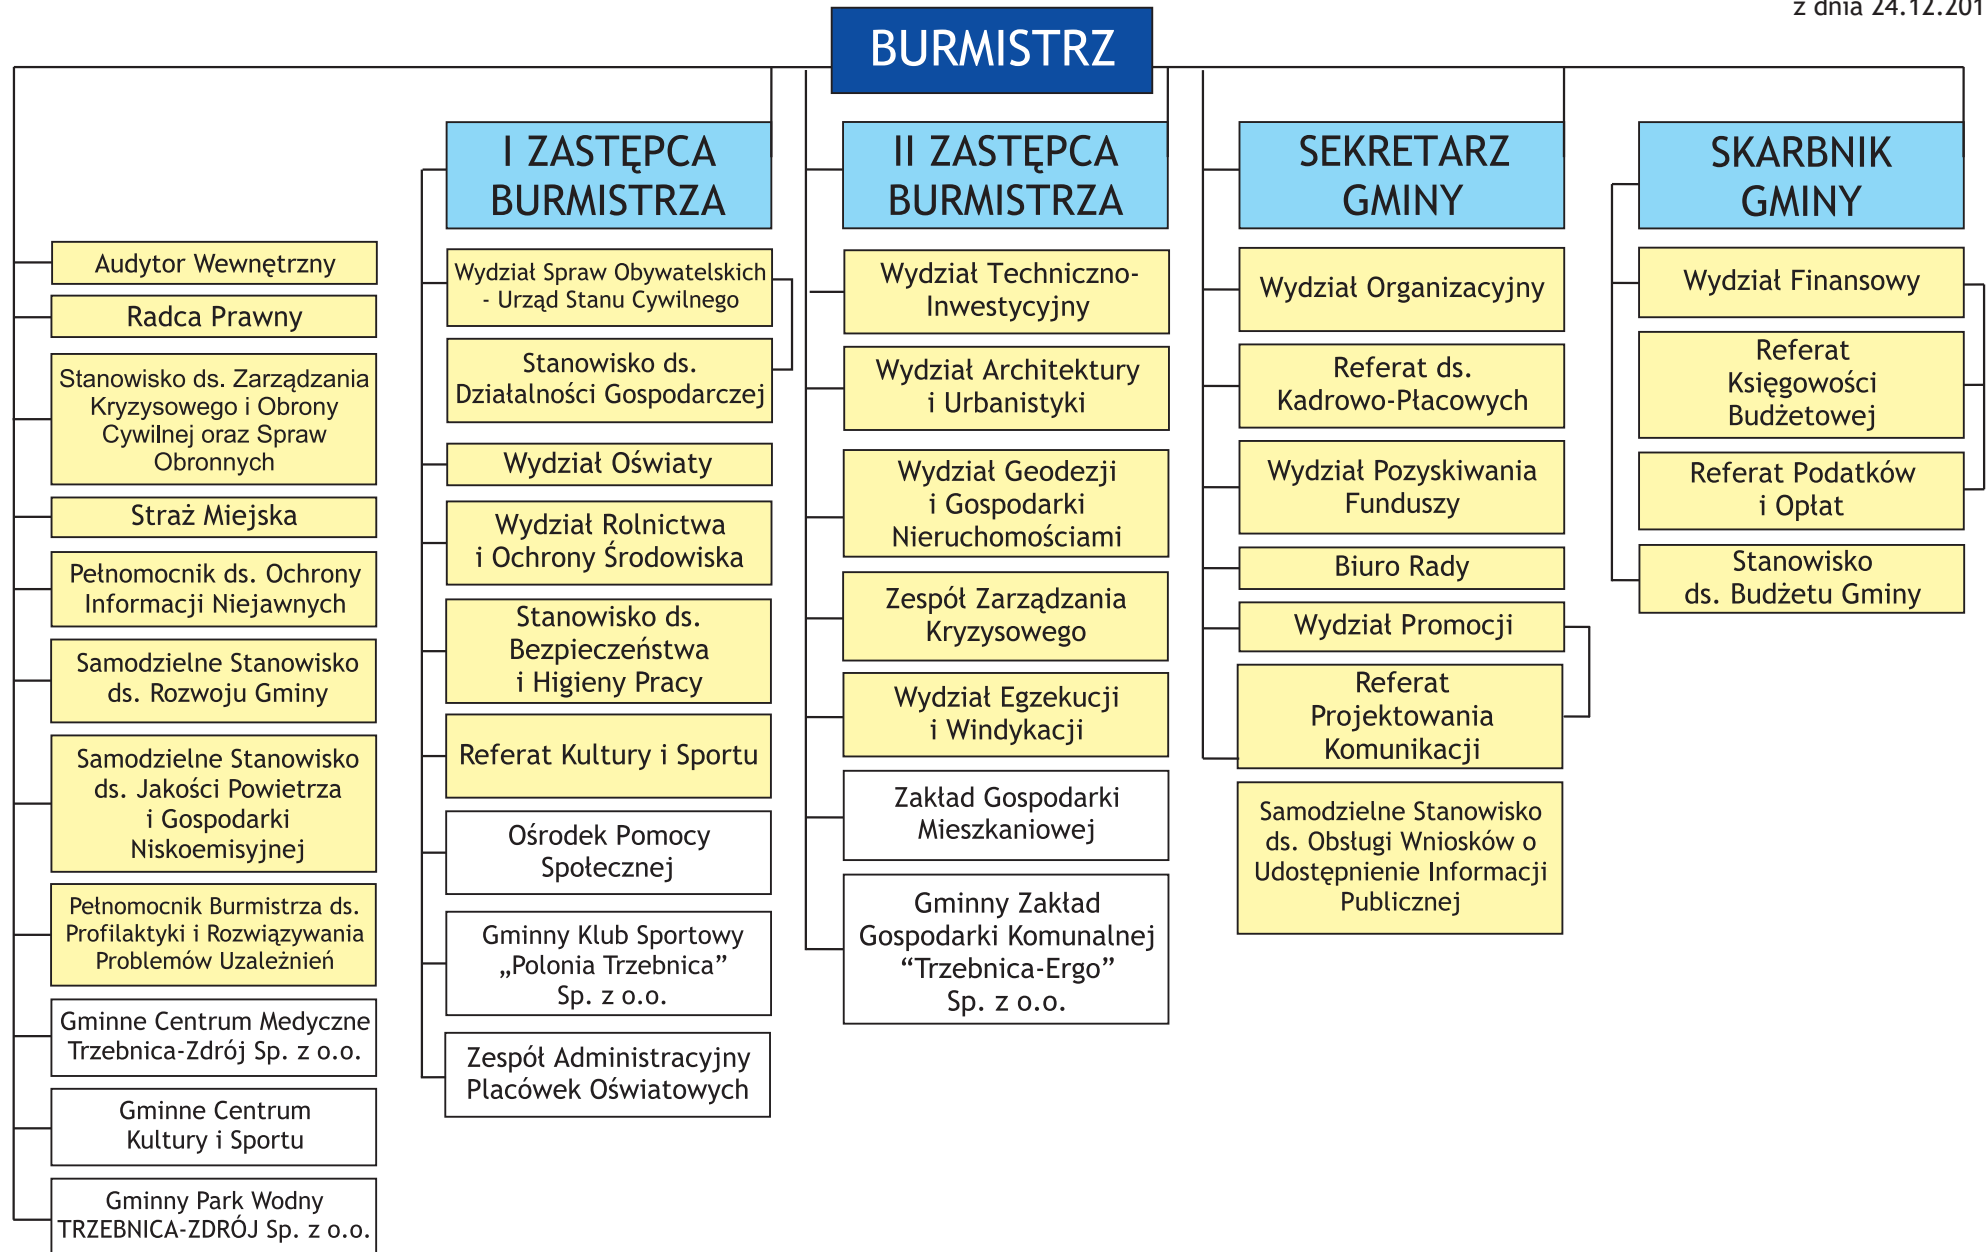 z dnia 24.12.201
BURMISTRZ
I ZASTĘPCA
BURMISTRZA
II ZASTĘPCA
BURMISTRZA
SEKRETARZ
GMINY
SKARBNIK
GMINY
Audytor Wewnętrzny
Radca Prawny
Stanowisko ds. Zarządzania
Kryzysowego i Obrony
Cywilnej oraz Spraw
Obronnych
Straż Miejska
Pełnomocnik ds. Ochrony
Informacji Niejawnych
Samodzielne Stanowisko
ds. Rozwoju Gminy
Samodzielne Stanowisko
ds. Jakości Powietrza
i Gospodarki
Niskoemisyjnej
Pełnomocnik Burmistrza ds.
Profilaktyki i Rozwiązywania
Problemów Uzależnień
Gminne Centrum Medyczne
Trzebnica-Zdrój Sp. z o.o.
Gminne Centrum
Kultury i Sportu
Gminny Park Wodny
TRZEBNICA-ZDRÓJ Sp. z o.o.
Wydział Spraw Obywatelskich
- Urząd Stanu Cywilnego
Stanowisko ds.
Działalności Gospodarczej
Wydział Oświaty
Wydział Rolnictwa
i Ochrony Środowiska
Stanowisko ds.
Bezpieczeństwa
i Higieny Pracy
Referat Kultury i Sportu
Ośrodek Pomocy
Społecznej
Gminny Klub Sportowy
„Polonia Trzebnica”
Sp. z o.o.
Zespół Administracyjny
Placówek Oświatowych
Wydział Techniczno-
Inwestycyjny
Wydział Architektury
i Urbanistyki
Wydział Geodezji
i Gospodarki
Nieruchomościami
Zespół Zarządzania
Kryzysowego
Wydział Egzekucji
i Windykacji
Zakład Gospodarki
Mieszkaniowej
Gminny Zakład
Gospodarki Komunalnej
“Trzebnica-Ergo”
Sp. z o.o.
Wydział Organizacyjny
Referat ds.
Kadrowo-Płacowych
Wydział Pozyskiwania
Funduszy
Biuro Rady
Wydział Promocji
Referat
Projektowania
Komunikacji
Samodzielne Stanowisko
ds. Obsługi Wniosków o
Udostępnienie Informacji
Publicznej
Wydział Finansowy
Referat
Księgowości
Budżetowej
Referat Podatków
i Opłat
Stanowisko
ds. Budżetu Gminy